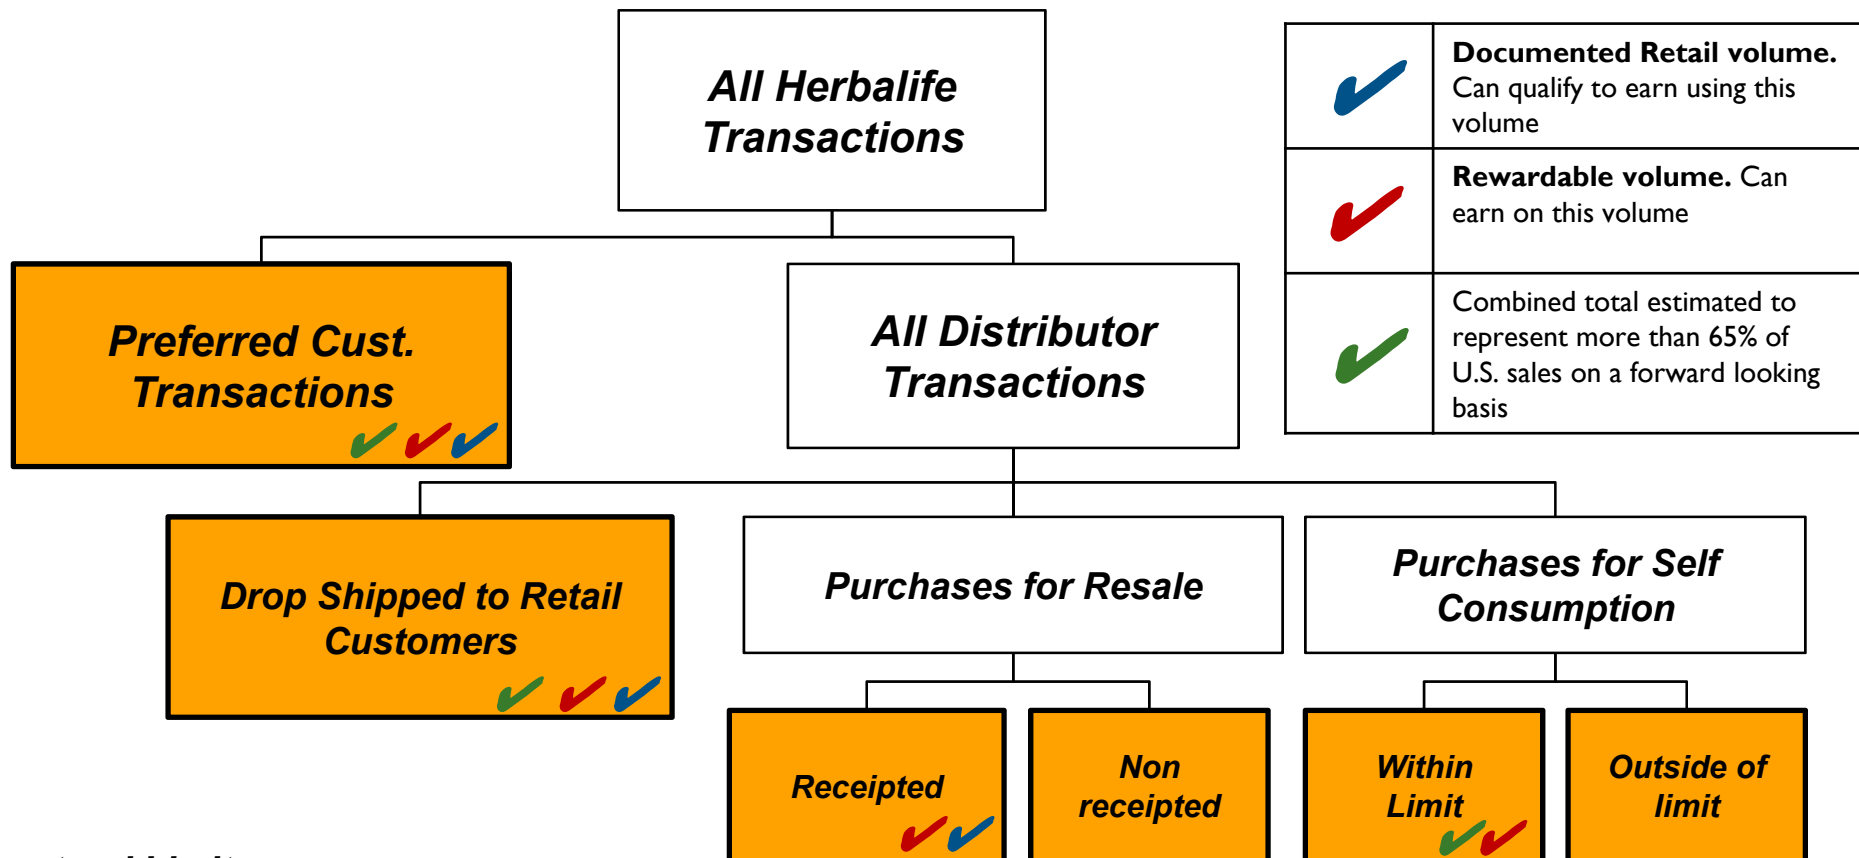 All Herbalife
Transactions
Documented Retail volume.
Can qualify to earn using this
volume
Rewardable volume. Can
earn on this volume
Combined total estimated to
represent more than 65% of
U.S. sales on a forward looking
basis
Preferred Cust.
Transactions
All Distributor
Transactions
Drop Shipped to Retail
Customers
Purchases for Resale
Purchases for Self
Consumption
Receipted
Non
receipted
Within
Limit
Outside of
limit